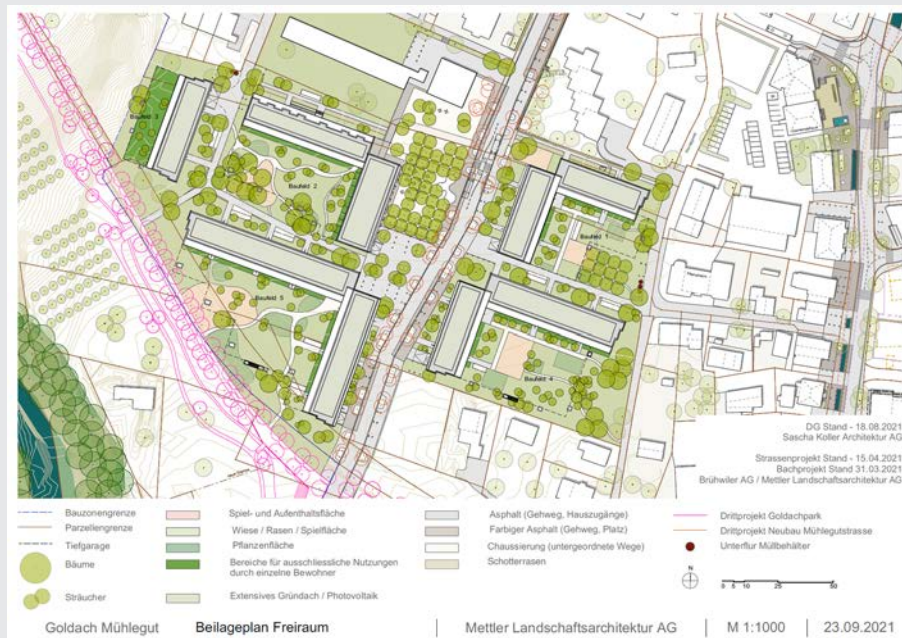 Baufeld 3
Baufeld 2
Baufeld 1
Baufeld 5
Baufeld 4
DG Stand - 18.08.2021
Sascha Koller Architektur AG
Strassenprojekt Stand - 15.04.2021
Bachprojekt Stand 31.03.2021
Brühwiler AG / Mettler Landschaftsarchitektur AG
Bauzonengrenze
Parzellengrenze
Tiefgarage
Bäume
Sträucher
Spiel- und Aufenthaltsfläche
Wiese / Rasen / Spielfläche
Pflanzenfläche
Bereiche für ausschliessliche Nutzungen
durch einzelne Bewohner
Extensives Gründach / Photovoltaik
Asphalt (Gehweg, Hauszugänge)
Farbiger Asphalt (Gehweg, Platz)
Chaussierung (untergeordnete Wege)
Schotterrasen
Drittprojekt Goldachpark
Drittprojekt Neubau Mühlegutstrasse
Unterflur Müllbehälter
N
0 5 10 25 50
Goldach Mühlegut Beilageplan Freiraum Mettler Landschaftsarchitektur AG M 1:1000 23.09.2021